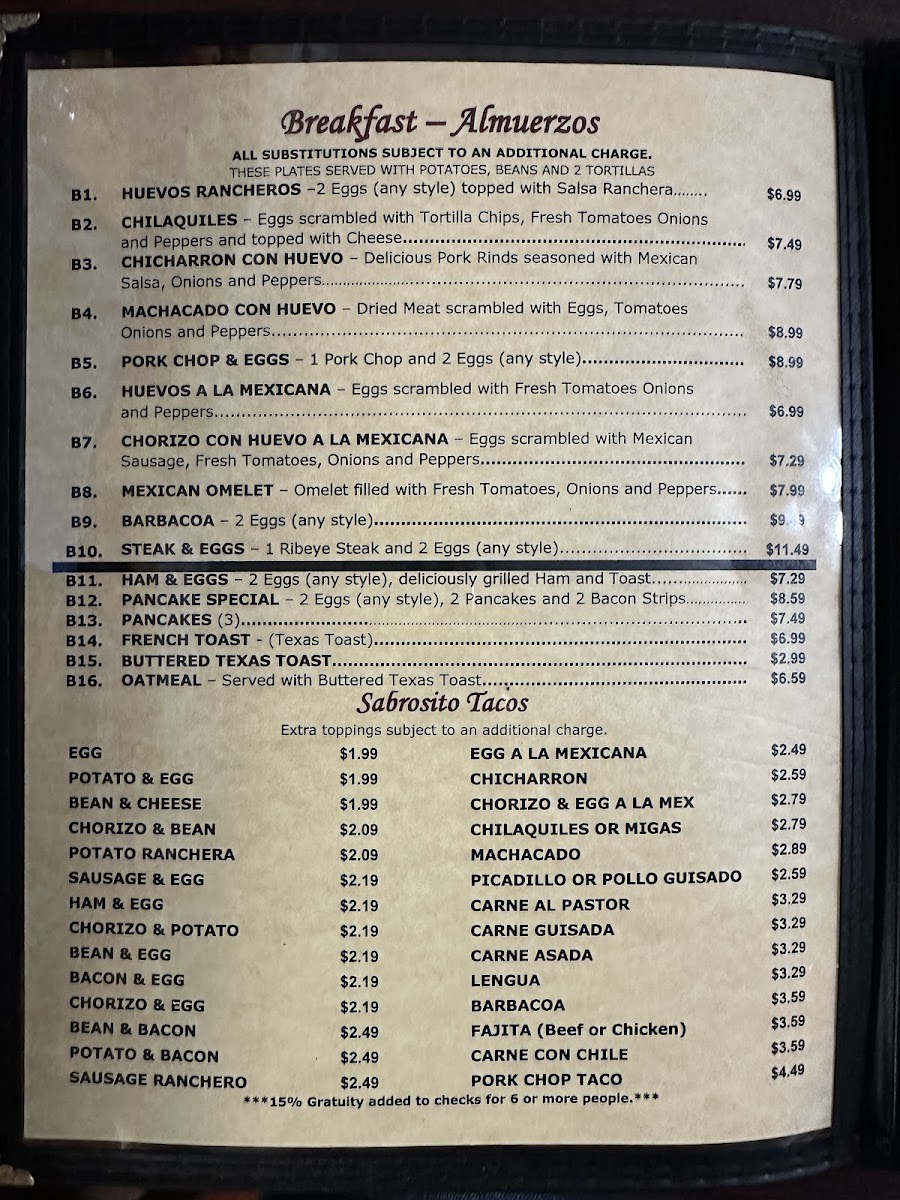 Breakfast – Almuerzos
ALL SUBSTITUTIONS SUBJECT TO AN ADDITIONAL CHARGE.
THESE PLATES SERVED WITH POTATOES, BEANS AND 2 TORTILLAS
B1. HUEVOS RANCHEROS –2 Eggs (any style) topped with Salsa Ranchera........ $6.99
B2. CHILAQUILES – Eggs scrambled with Tortilla Chips, Fresh Tomatoes Onions
and Peppers and topped with Cheese........ $7.49
B3. CHICHARRON CON HUEVO – Delicious Pork Rinds seasoned with Mexican
Salsa, Onions and Peppers........ $7.79
B4. MACHACADO CON HUEVO – Dried Meat scrambled with Eggs, Tomatoes
Onions and Peppers........ $8.99
B5. PORK CHOP & EGGS – 1 Pork Chop and 2 Eggs (any style)........ $8.99
B6. HUEVOS A LA MEXICANA – Eggs scrambled with Fresh Tomatoes Onions
and Peppers........ $6.99
B7. CHORIZO CON HUEVO A LA MEXICANA – Eggs scrambled with Mexican
Sausage, Fresh Tomatoes, Onions and Peppers........ $7.29
B8. MEXICAN OMELET – Omelet filled with Fresh Tomatoes, Onions and Peppers...... $7.99
B9. BARBACOA – 2 Eggs (any style)........
B10. STEAK & EGGS – 1 Ribeye Steak and 2 Eggs (any style)........ $11.49
B11. HAM & EGGS – 2 Eggs (any style), deliciously grilled Ham and Toast........ $7.29
B12. PANCAKE SPECIAL – 2 Eggs (any style), 2 Pancakes and 2 Bacon Strips........ $8.59
B13. PANCAKES (3)........ $7.49
B14. FRENCH TOAST - (Texas Toast)........ $6.99
B15. BUTTERED TEXAS TOAST........ $2.99
B16. OATMEAL – Served with Buttered Texas Toast........ $6.59
Sabrosito Tacos
Extra toppings subject to an additional charge.
EGG $1.99 EGG A LA MEXICANA $2.49
POTATO & EGG $1.99 CHICHARRON $2.59
BEAN & CHEESE $1.99 CHORIZO & EGG A LA MEX $2.79
CHORIZO & BEAN $2.09 CHILAQUILES OR MIGAS $2.79
POTATO RANCHERA $2.09 MACHACADO $2.89
SAUSAGE & EGG $2.19 PICADILLO OR POLLO GUISADO $2.59
HAM & EGG $2.19 CARNE AL PASTOR $3.29
CHORIZO & POTATO $2.19 CARNE GUISADA $3.29
BEAN & EGG $2.19 CARNE ASADA $3.29
BACON & EGG $2.19 LENGUA $3.29
CHORIZO & EGG $2.19 BARBACOA $3.59
BEAN & BACON $2.49 FAJITA (Beef or Chicken) $3.59
POTATO & BACON $2.49 CARNE CON CHILE $3.59
SAUSAGE RANCHERO $2.49 PORK CHOP TACO $4.49
***15% Gratuity added to checks for 6 or more people.***